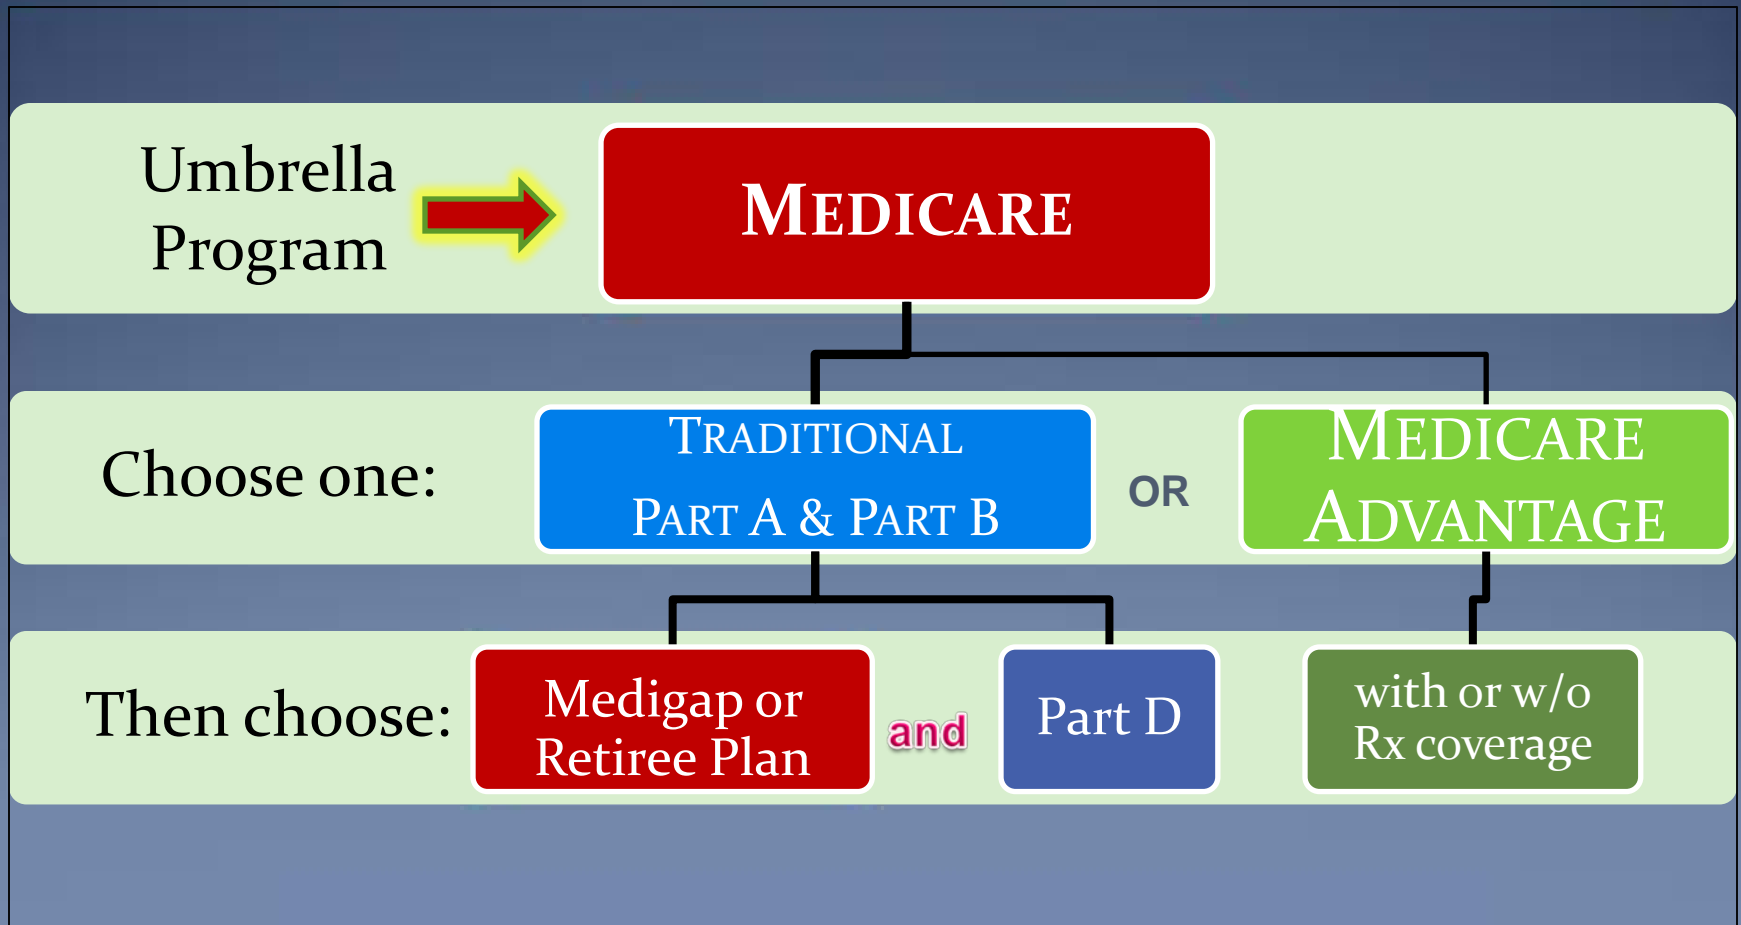 Umbrella
Program
MEDICARE
Choose one:
TRADITIONAL
PART A & PART B
OR
MEDICARE
ADVANTAGE
Then choose:
Medigap or
Retiree Plan
and
Part D
with or w/o
Rx coverage